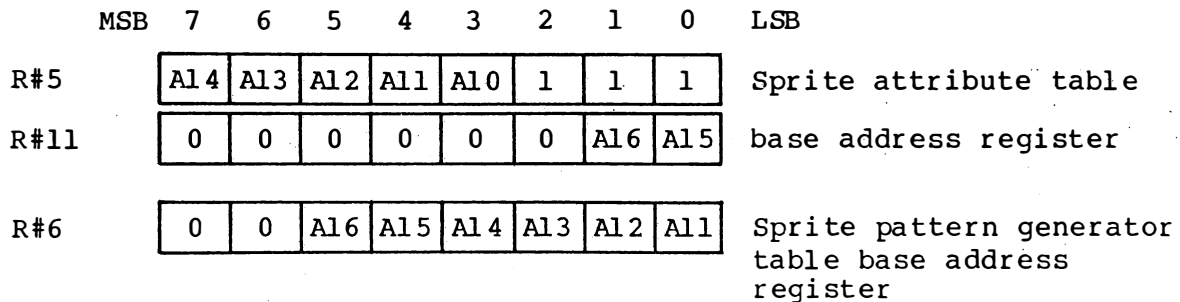 MSB 7 6 5 4 3 2 1 0 LSB
R#5 A14 A13 A12 A11 A10 1 1 1 Sprite attribute table
R#11 0 0 0 0 0 0 A16 A15 base address register
R#6 0 0 A16 A15 A14 A13 A12 A11 Sprite pattern generator
table base address
register